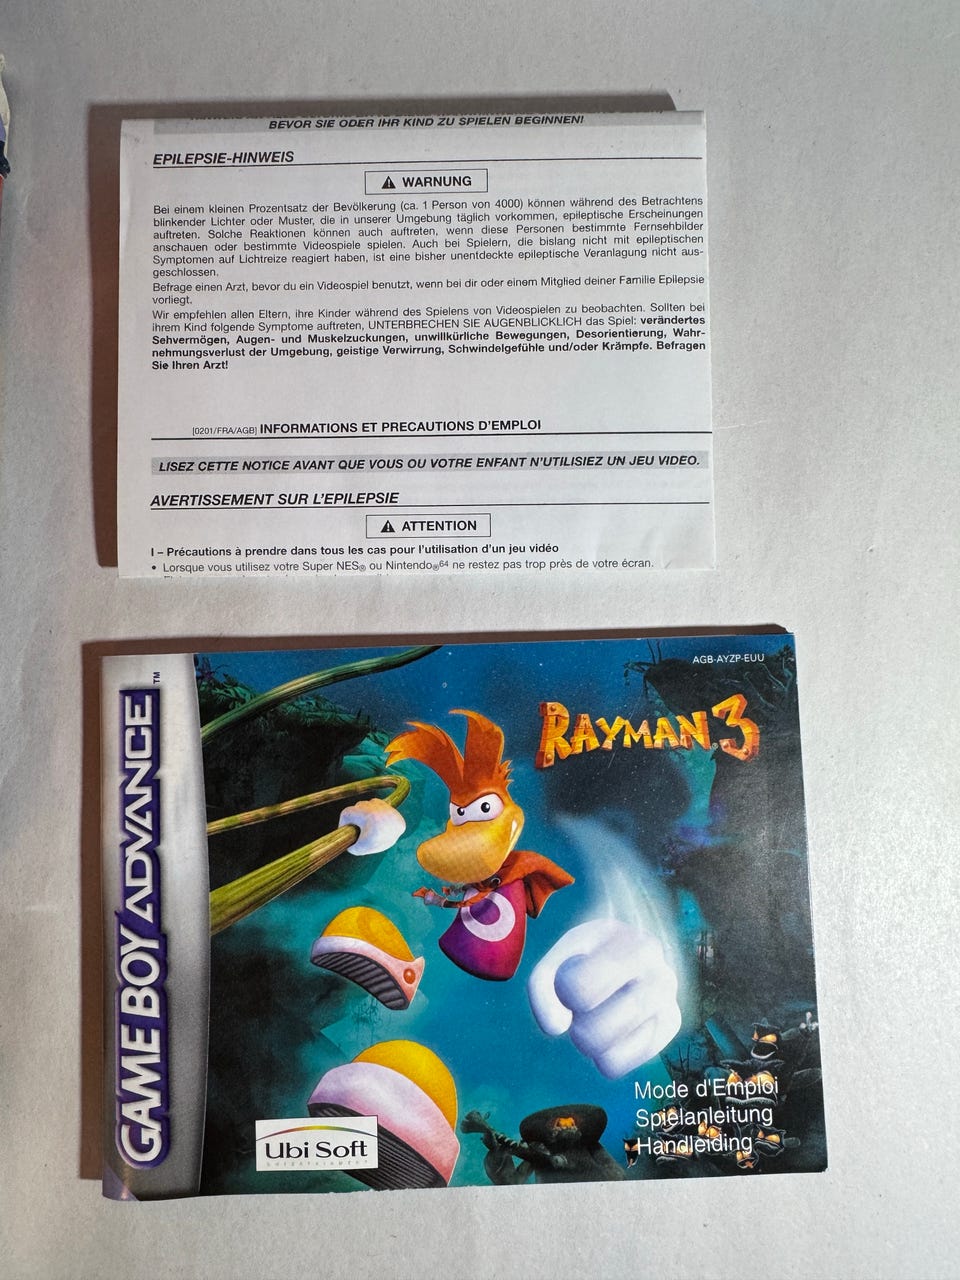 BEVOR SIE ODER IHR KIND ZU SPIELEN BEGINNEN!
EPILEPSIE-HINWEIS
WARNUNG
Bei einem kleinen Prozentsatz der Bevölkerung (ca. 1 Person von 4000) können während des Betrachtens
blinkender Lichter oder Muster, die in unserer Umgebung täglich vorkommen, epileptische Erscheinungen
auftreten. Solche Reaktionen können auch auftreten, wenn diese Personen bestimmte Fernsehbilder
anschauen oder bestimmte Videospiele spielen. Auch bei Spielern, die bislang nicht mit epileptischen
Symptomen auf Lichtreize reagiert haben, ist eine bisher unentdeckte epileptische Veranlagung nicht aus-
geschlossen.
Befrage einen Arzt, bevor du ein Videospiel benutzt, wenn bei dir oder einem Mitglied deiner Familie Epilepsie
vorliegt.
Wir empfehlen allen Eltern, ihre Kinder während des Spielens von Videospielen zu beobachten. Sollten bei
ihrem Kind folgende Symptome auftreten, UNTERBRECHEN SIE AUGENBLICKLICH das Spiel: verändertes
Sehvermögen, Augen- und Muskelzuckungen, unwillkürliche Bewegungen, Desorientierung, Wahr-
nehmungsverlust der Umgebung, geistige Verwirrung, Schwindelgefühle und/oder Krämpfe. Befragen
Sie Ihren Arzt!
[0201/FRA/AGB] INFORMATIONS ET PRECAUTIONS D'EMPLOI
LISEZ CETTE NOTICE AVANT QUE VOUS OU VOTRE ENFANT N'UTILISIEZ UN JEU VIDEO.
AVERTISSEMENT SUR L'EPILEPSIE
ATTENTION
I – Précautions à prendre dans tous les cas pour l'utilisation d'un jeu vidéo
• Lorsque vous utilisez votre Super NES® ou Nintendo®64 ne restez pas trop près de votre écran.
AGB-AYZP-EUU
GAME BOY ADVANCE™
RAYMAN 3
Mode d'Emploi
Spielanleitung
Handleiding
Ubi Soft
ENTERTAINMENT